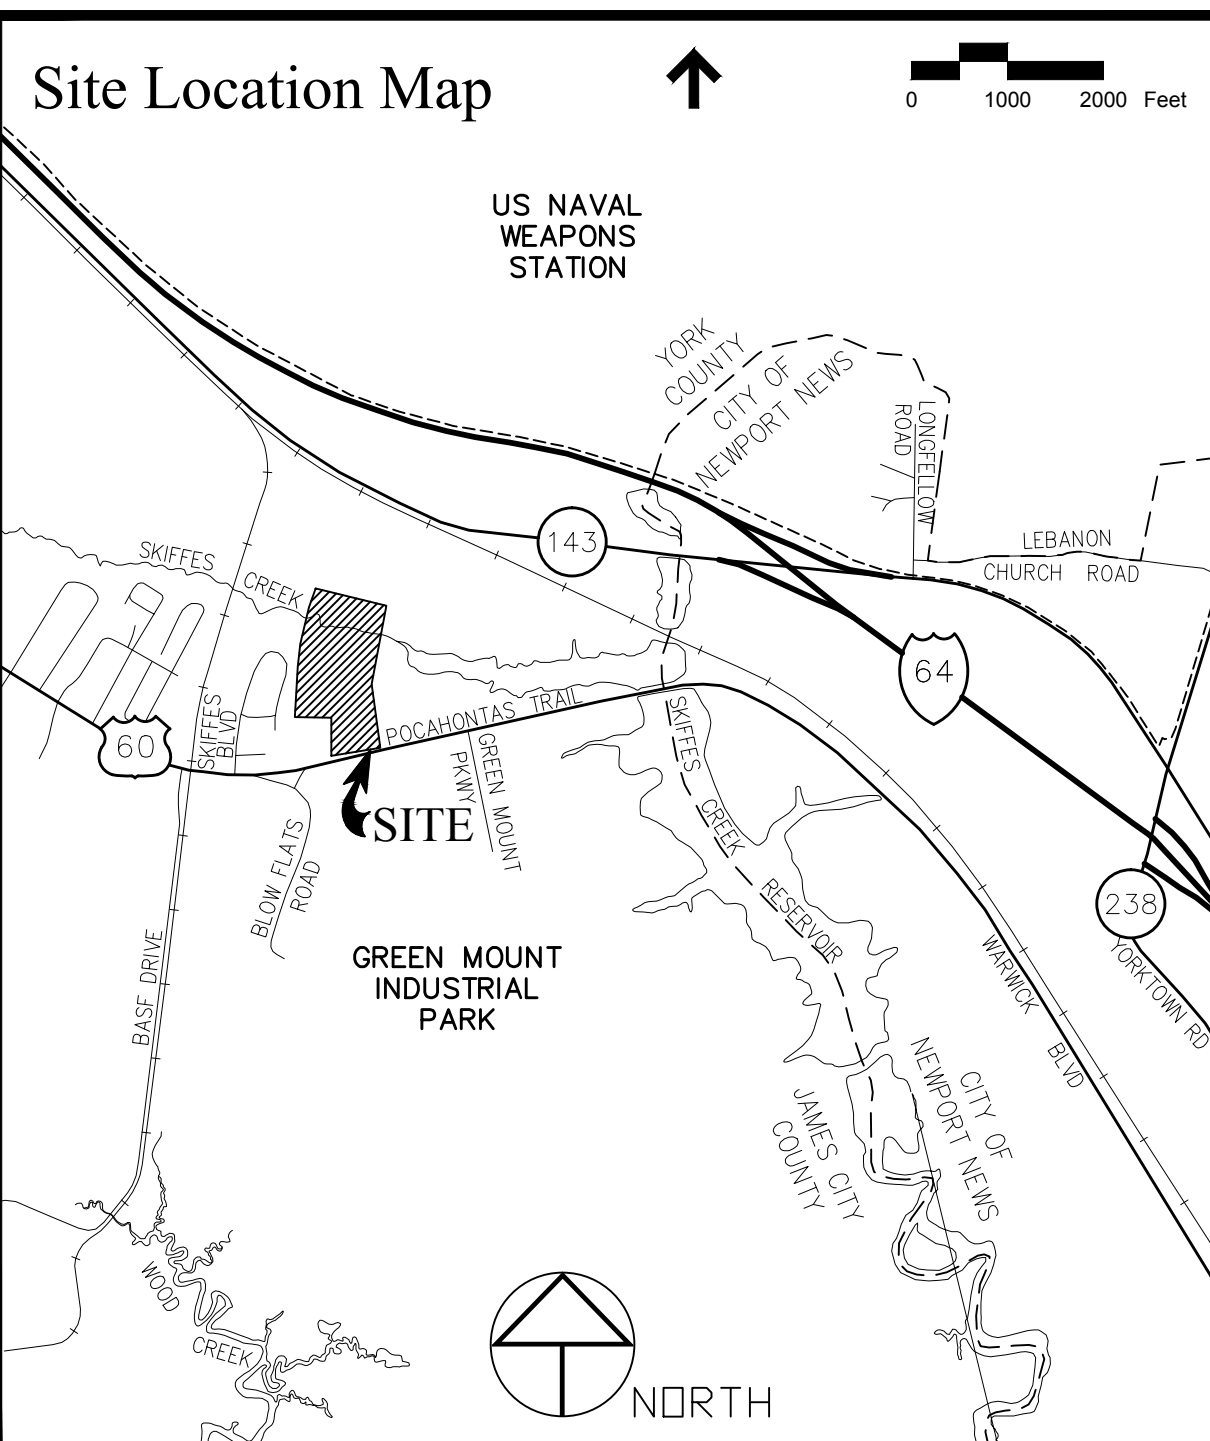 Site Location Map
0 1000 2000 Feet
US NAVAL
WEAPONS
STATION
YORK
COUNTY
CITY OF
NEWPORT NEWS
LONGFELLOW
ROAD
LEBANON
CHURCH ROAD
143
SKIFFES
CREEK
64
60
SKIFFES
BLVD
POCAHONTAS TRAIL
GREEN MOUNT
PKWY
SITE
SKIFFES
CREEK
RESERVOIR
BLOW FLATS
ROAD
238
YORKTOWN RD
WARWICK
BLVD
BASF DRIVE
GREEN MOUNT
INDUSTRIAL
PARK
JAMES CITY
COUNTY
CITY OF
NEWPORT NEWS
WOOD
CREEK
NORTH